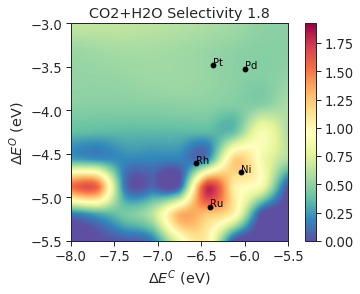 CO2+H2O Selectivity 1.8
−3.0
−3.5
−4.0
−4.5
−5.0
−5.5
ΔE^O (eV)
Pt
Pd
Rh
Ni
Ru
−8.0 −7.5 −7.0 −6.5 −6.0 −5.5
ΔE^C (eV)
1.75
1.50
1.25
1.00
0.75
0.50
0.25
0.00